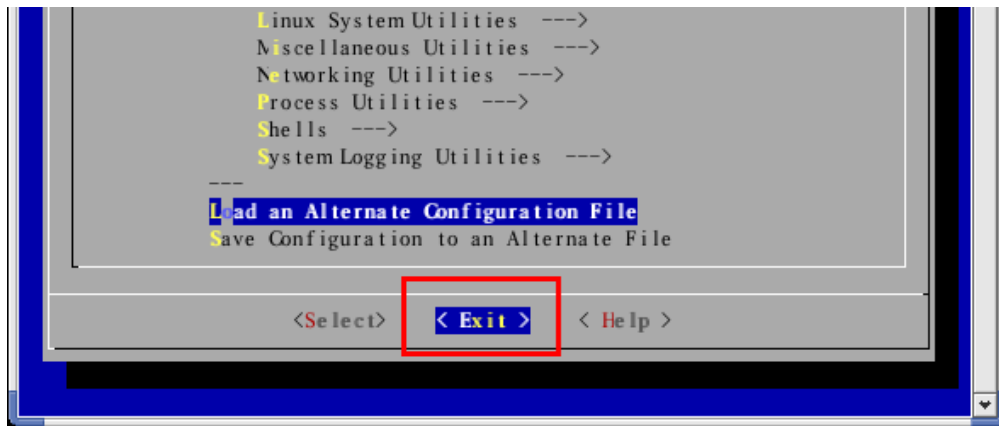 Linux System Utilities --->
Miscellaneous Utilities --->
Networking Utilities --->
Process Utilities --->
Shells --->
System Logging Utilities --->
---
Load an Alternate Configuration File
Save Configuration to an Alternate File
<Select> < Exit > < Help >